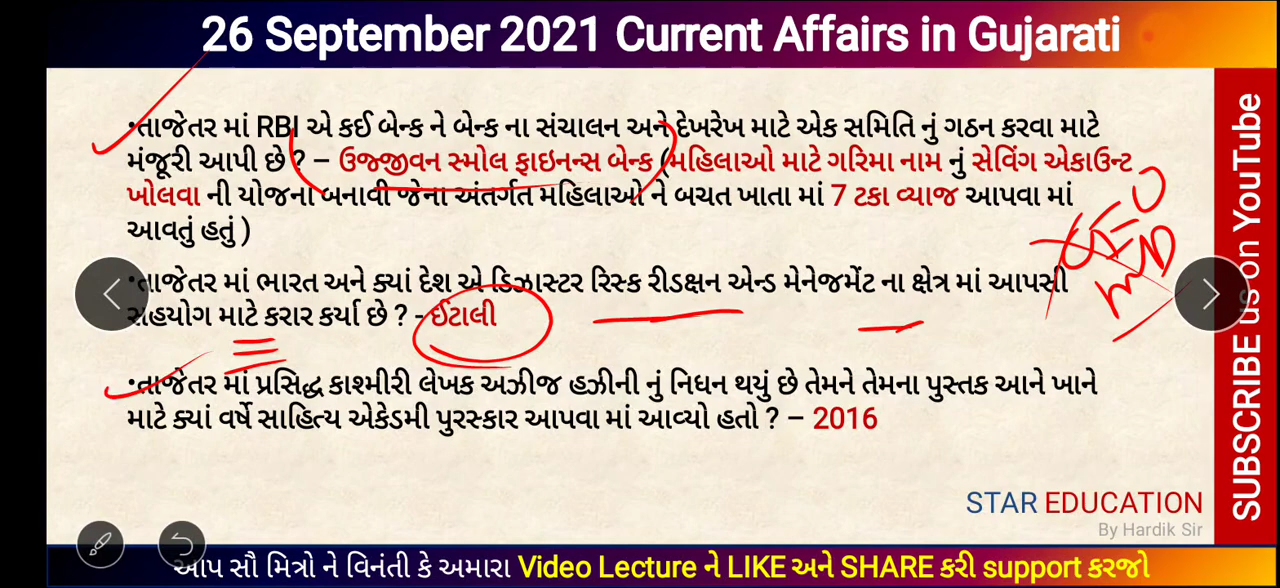 26 September 2021 Current Affairs in Gujarati
•તાજેતર માં RBI એ કઈ બેન્ક ને બેન્ક ના સંચાલન અને દેખરેખ માટે એક સમિતિ નું ગઠન કરવા માટે
મંજૂરી આપી છે ? – ઉજ્જીવન સ્મોલ ફાઇનન્સ બેન્ક (મહિલાઓ માટે ગરિમા નામ નું સેવિંગ એકાઉન્ટ
ખોલવા ની યોજના બનાવી જેના અંતર્ગત મહિલાઓ ને બચત ખાતા માં 7 ટકા વ્યાજ આપવા માં
આવતું હતું )
•તાજેતર માં ભારત અને ક્યાં દેશ એ ડિઝાસ્ટર રિસ્ક રીડક્ષન એન્ડ મેનેજમેંટ ના ક્ષેત્ર માં આપસી
સહયોગ માટે કરાર કર્યા છે ? - ઈટાલી
•તાજેતર માં પ્રસિદ્ધ કાશ્મીરી લેખક અઝીજ હઝીની નું નિધન થયું છે તેમને તેમના પુસ્તક આને ખાને
માટે ક્યાં વર્ષે સાહિત્ય એકેડમી પુરસ્કાર આપવા માં આવ્યો હતો ? – 2016
CEO
MD
STAR EDUCATION
By Hardik Sir
SUBSCRIBE us on YouTube
આપ સૌ મિત્રો ને વિનંતી કે અમારા Video Lecture ને LIKE અને SHARE કરી support કરજો